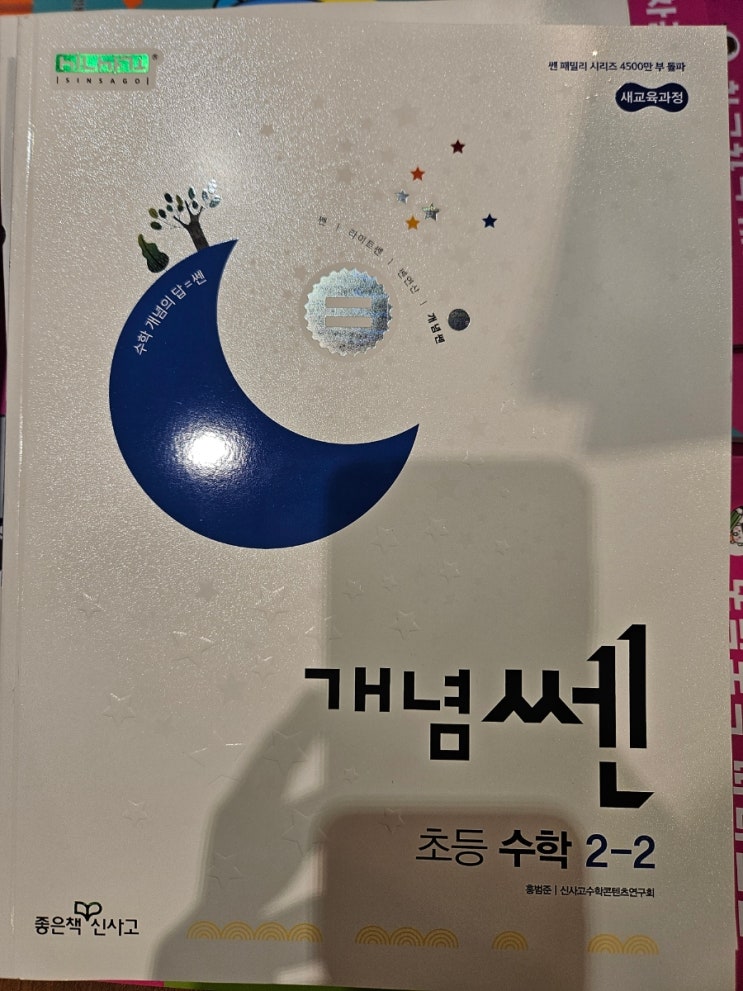 SINSAGO
쎈 패밀리 시리즈 4500만 부 돌파
새교육과정
수학 개념의 답=쎈
쎈 | 라이트쎈 | 쎈연산 | 개념쎈
개념쎈
초등 수학 2-2
홍범준 | 신사고수학콘텐츠연구회
좋은책 신사고